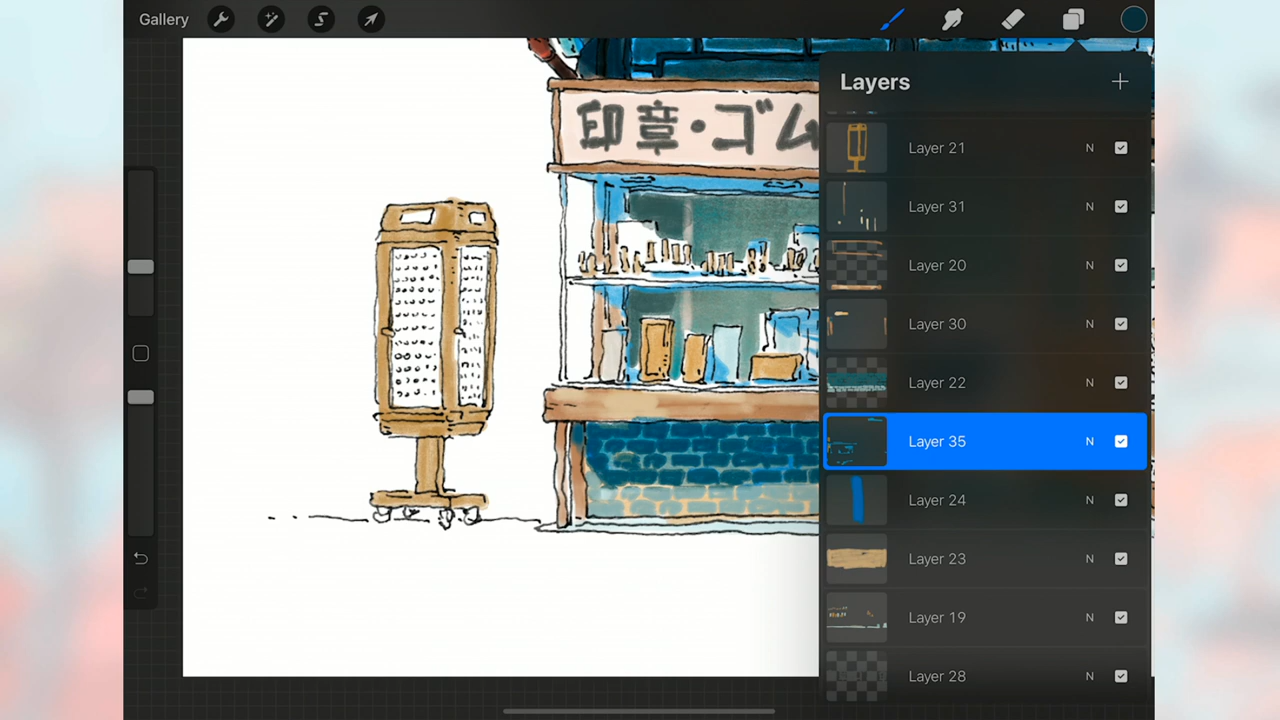 Gallery
Layers
印章・ゴム
Layer 21 N
Layer 31 N
Layer 20 N
Layer 30 N
Layer 22 N
Layer 35 N
Layer 24 N
Layer 23 N
Layer 19 N
Layer 28 N